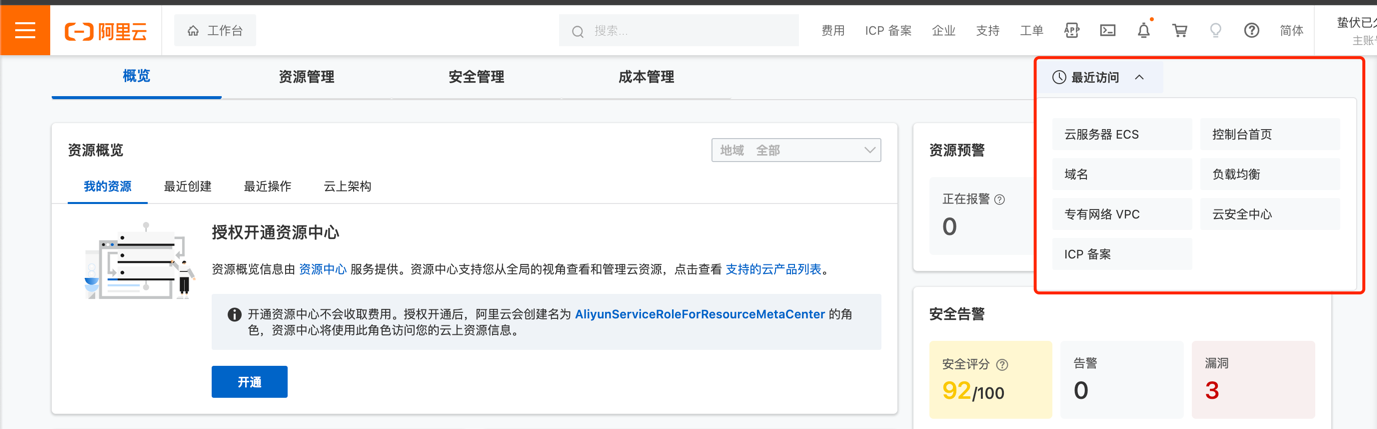 阿里云
工作台
搜索...
费用
ICP 备案
企业
支持
工单
简体
蛰伏已久
主账号
概览
资源管理
安全管理
成本管理
最近访问
云服务器 ECS
控制台首页
域名
负载均衡
专有网络 VPC
云安全中心
ICP 备案
资源概览
地域 全部
我的资源
最近创建
最近操作
云上架构
授权开通资源中心
资源概览信息由 资源中心 服务提供。资源中心支持您从全局的视角查看和管理云资源，点击查看 支持的云产品列表。
开通资源中心不会收取费用。授权开通后，阿里云会创建名为 AliyunServiceRoleForResourceMetaCenter 的角
色，资源中心将使用此角色访问您的云上资源信息。
开通
资源预警
正在报警
0
安全告警
安全评分
92/100
告警
0
漏洞
3